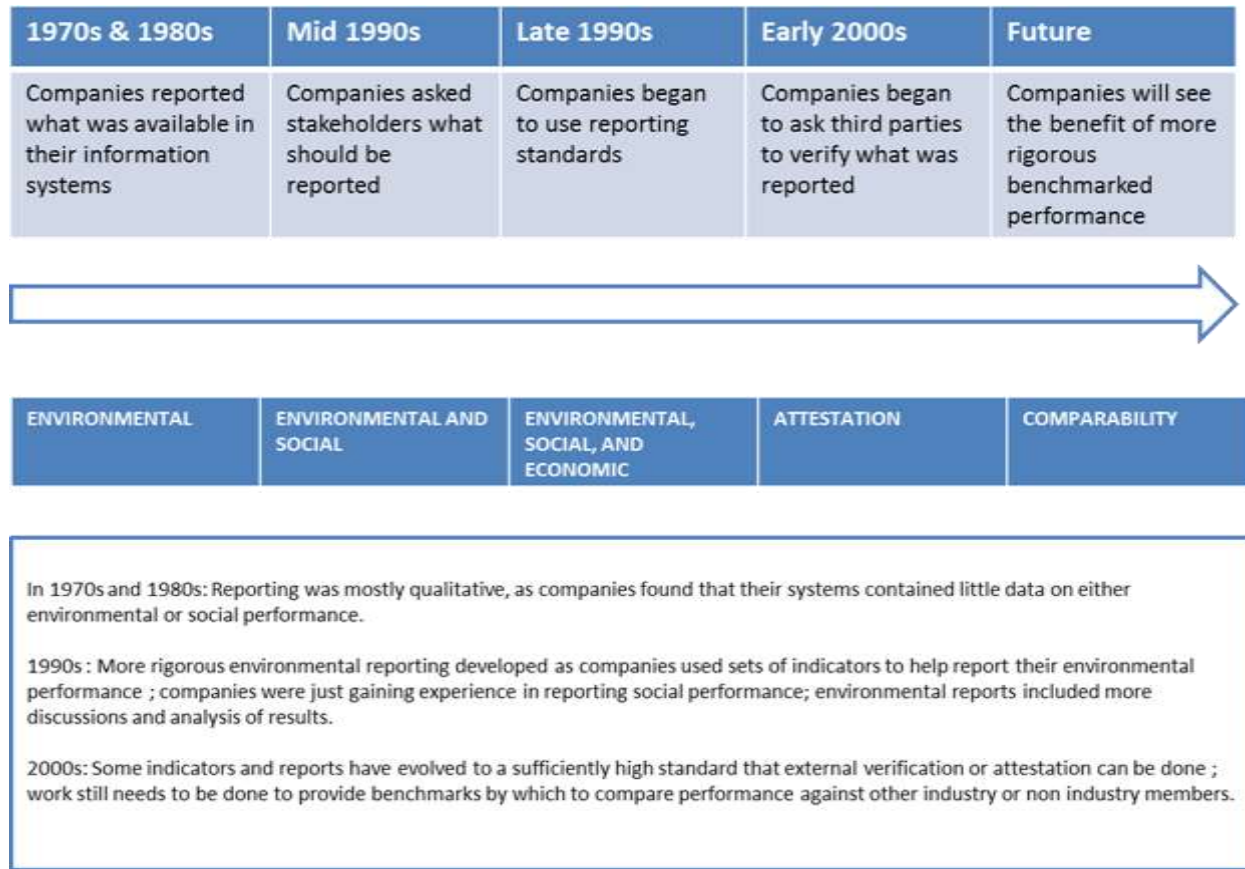 1970s & 1980s
Mid 1990s
Late 1990s
Early 2000s
Future
Companies reported
what was available in
their information
systems
Companies asked
stakeholders what
should be
reported
Companies began
to use reporting
standards
Companies began
to ask third parties
to verify what was
reported
Companies will see
the benefit of more
rigorous
benchmarked
performance
ENVIRONMENTAL
ENVIRONMENTAL AND
SOCIAL
ENVIRONMENTAL,
SOCIAL, AND
ECONOMIC
ATTESTATION
COMPARABILITY
In 1970s and 1980s: Reporting was mostly qualitative, as companies found that their systems contained little data on either
environmental or social performance.
1990s : More rigorous environmental reporting developed as companies used sets of indicators to help report their environmental
performance ; companies were just gaining experience in reporting social performance; environmental reports included more
discussions and analysis of results.
2000s: Some indicators and reports have evolved to a sufficiently high standard that external verification or attestation can be done ;
work still needs to be done to provide benchmarks by which to compare performance against other industry or non industry members.